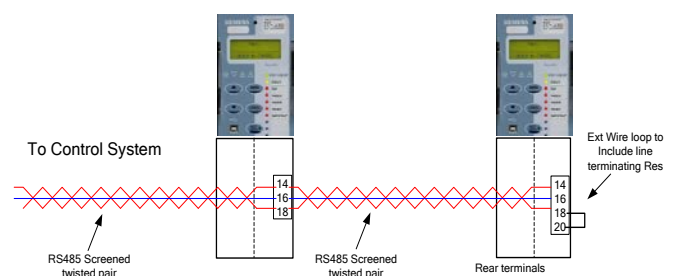 SIEMENS
SIEMENS
To Control System
Ext Wire loop to
Include line
terminating Res
14
16
18
14
16
18
20
RS485 Screened
twisted pair
RS485 Screened
twisted pair
Rear terminals